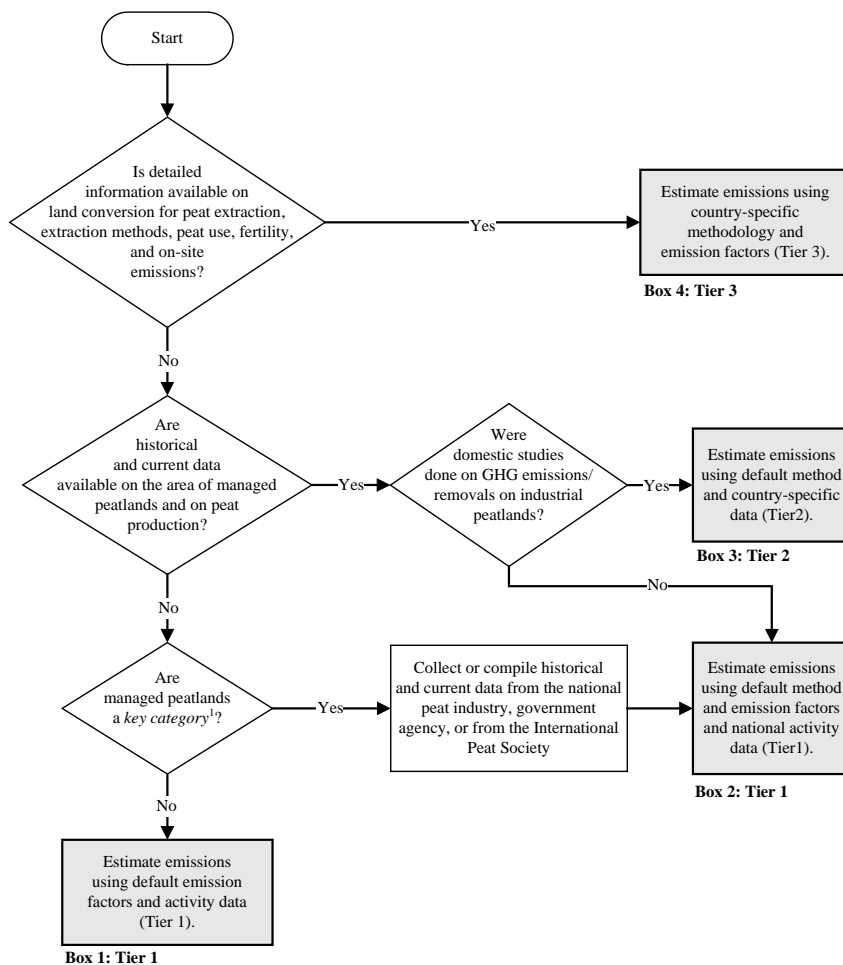 Start
Is detailed
information available on
land conversion for peat extraction,
extraction methods, peat use, fertility,
and on-site
emissions?
Yes
Estimate emissions using
country-specific
methodology and
emission factors (Tier 3).
Box 4: Tier 3
No
Are
historical
and current data
available on the area of managed
peatlands and on peat
production?
Yes
Were
domestic studies
done on GHG emissions/
removals on industrial
peatlands?
Yes
Estimate emissions
using default method
and country-specific
data (Tier2).
Box 3: Tier 2
No
No
Are
managed peatlands
a key category¹?
Yes
Collect or compile historical
and current data from the national
peat industry, government
agency, or from the International
Peat Society
Estimate emissions
using default method
and emission factors
and national activity
data (Tier1).
Box 2: Tier 1
No
Estimate emissions
using default emission
factors and activity data
(Tier 1).
Box 1: Tier 1